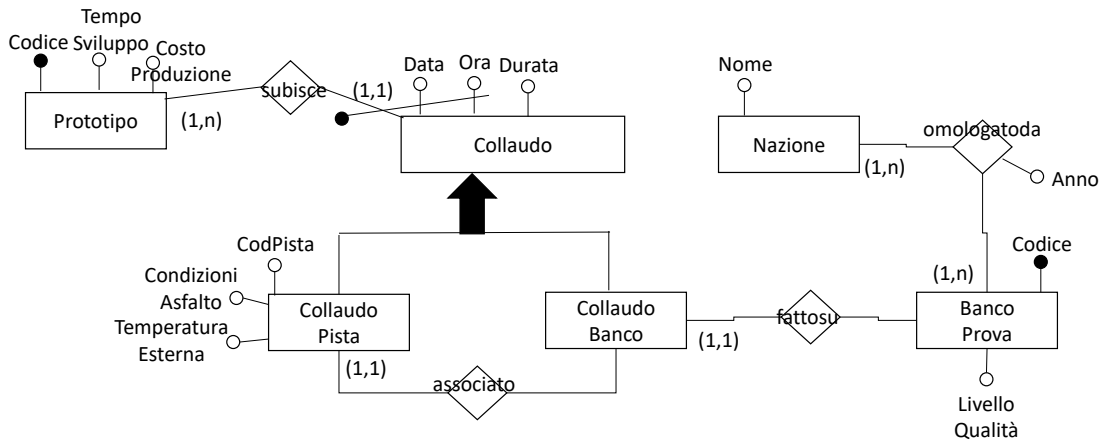 Tempo
Codice Sviluppo Costo
Produzione
subisce
(1,1)
(1,n)
Prototipo
Data Ora Durata
Collaudo
Nome
Nazione
omologatoda
(1,n)
Anno
CodPista
Condizioni
Asfalto
Temperatura
Esterna
Collaudo
Pista
(1,1)
associato
Collaudo
Banco
(1,1)
fattosu
(1,n)
Codice
Banco
Prova
Livello
Qualità